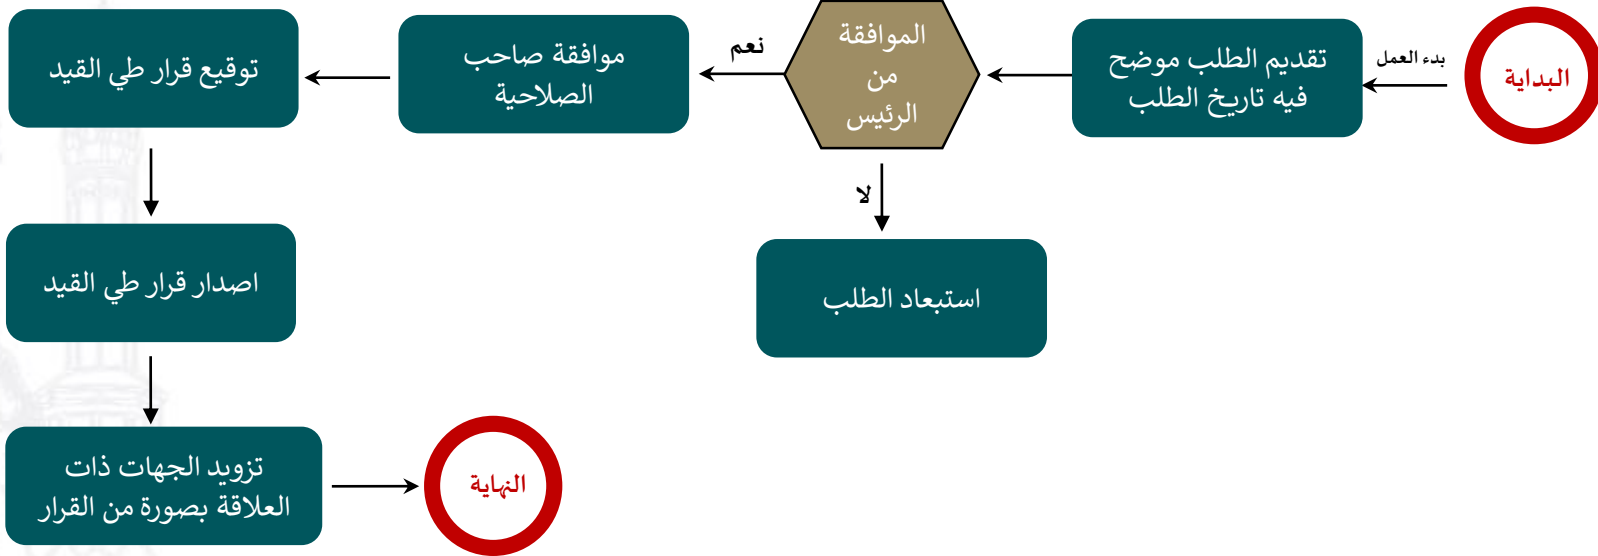 البداية
بدء العمل
تقديم الطلب موضح
فيه تاريخ الطلب
الموافقة
من
الرئيس
نعم
موافقة صاحب
الصلاحية
توقيع قرار طي القيد
لا
استبعاد الطلب
اصدار قرار طي القيد
تزويد الجهات ذات
العلاقة بصورة من القرار
النهاية